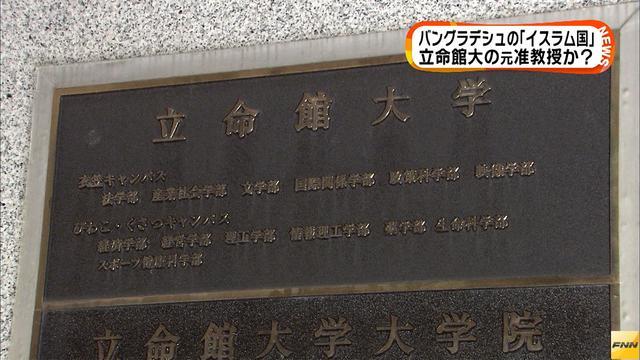 バングラデシュの「イスラム国」
立命館大の元准教授か?
NEWS
立命館大学
衣笠キャンパス
法学部 産業社会学部 文学部 国際関係学部 政策科学部 映像学部
びわこ・くさつキャンパス
経済学部 経営学部 理工学部 情報理工学部 薬学部 生命科学部
スポーツ健康科学部
立命館大学大学院
FNN